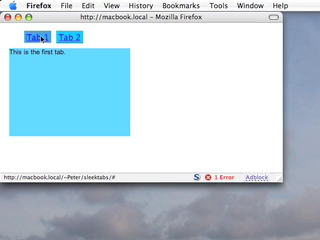 Firefox File Edit View History Bookmarks Tools Window Help
http://macbook.local - Mozilla Firefox
Tab 1 Tab 2
This is the first tab.
http://macbook.local/~Peter/sleektabs/# 1 Error Adblock